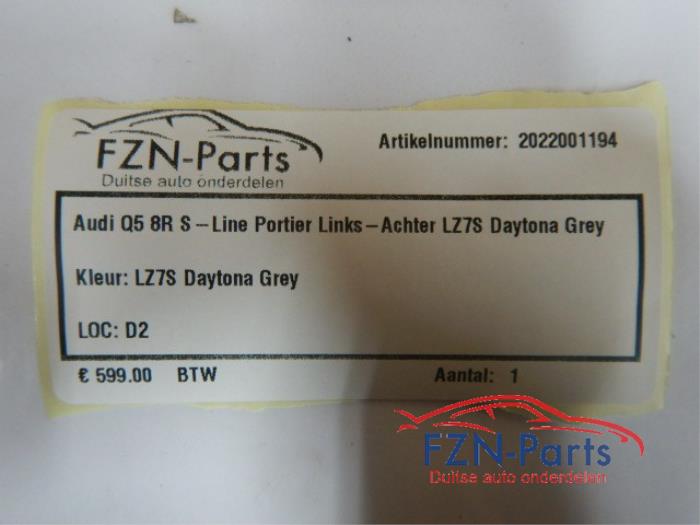 FZN-Parts
Duitse auto onderdelen
Artikelnummer: 2022001194
Audi Q5 8R S-Line Portier Links-Achter LZ7S Daytona Grey
Kleur: LZ7S Daytona Grey
LOC: D2
€ 599.00 BTW
Aantal: 1
FZN-Parts
Duitse auto onderdelen